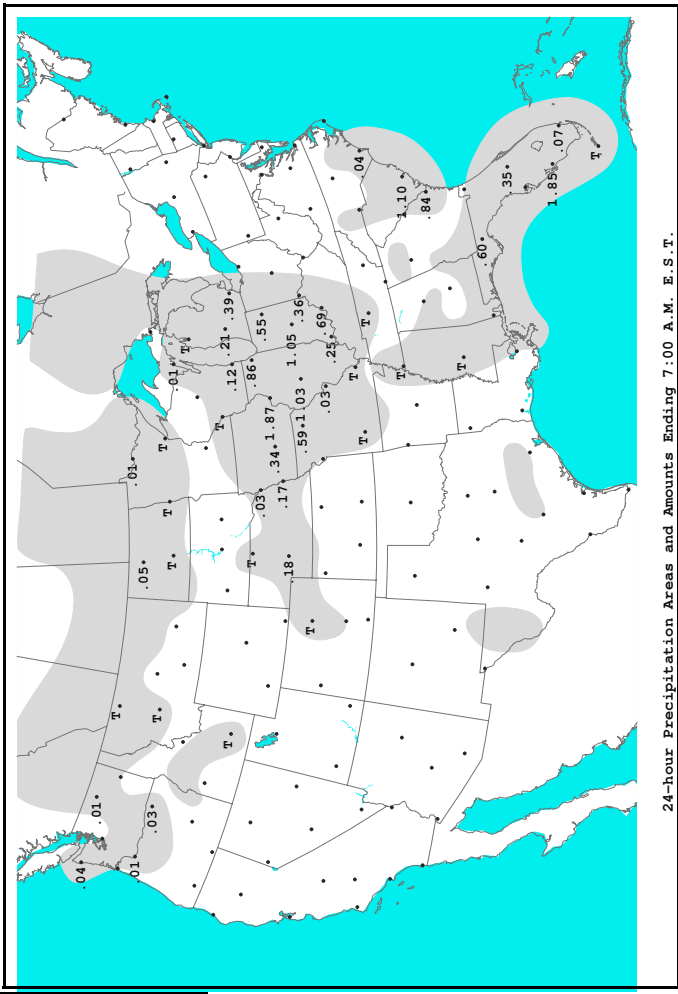 .04
.01
T
.01
.01
.05
.03
T
T
T
T
.01
T
T
T
.21
.39
.12
T
.03
.86
.55
.34
1.87
.17
.18
1.05
.36
.59
1.03
T
.03
.25
.69
T
T
T
.04
T
1.10
.84
T
.60
.35
1.85
.07
T
24-hour Precipitation Areas and Amounts Ending 7:00 A.M. E.S.T.